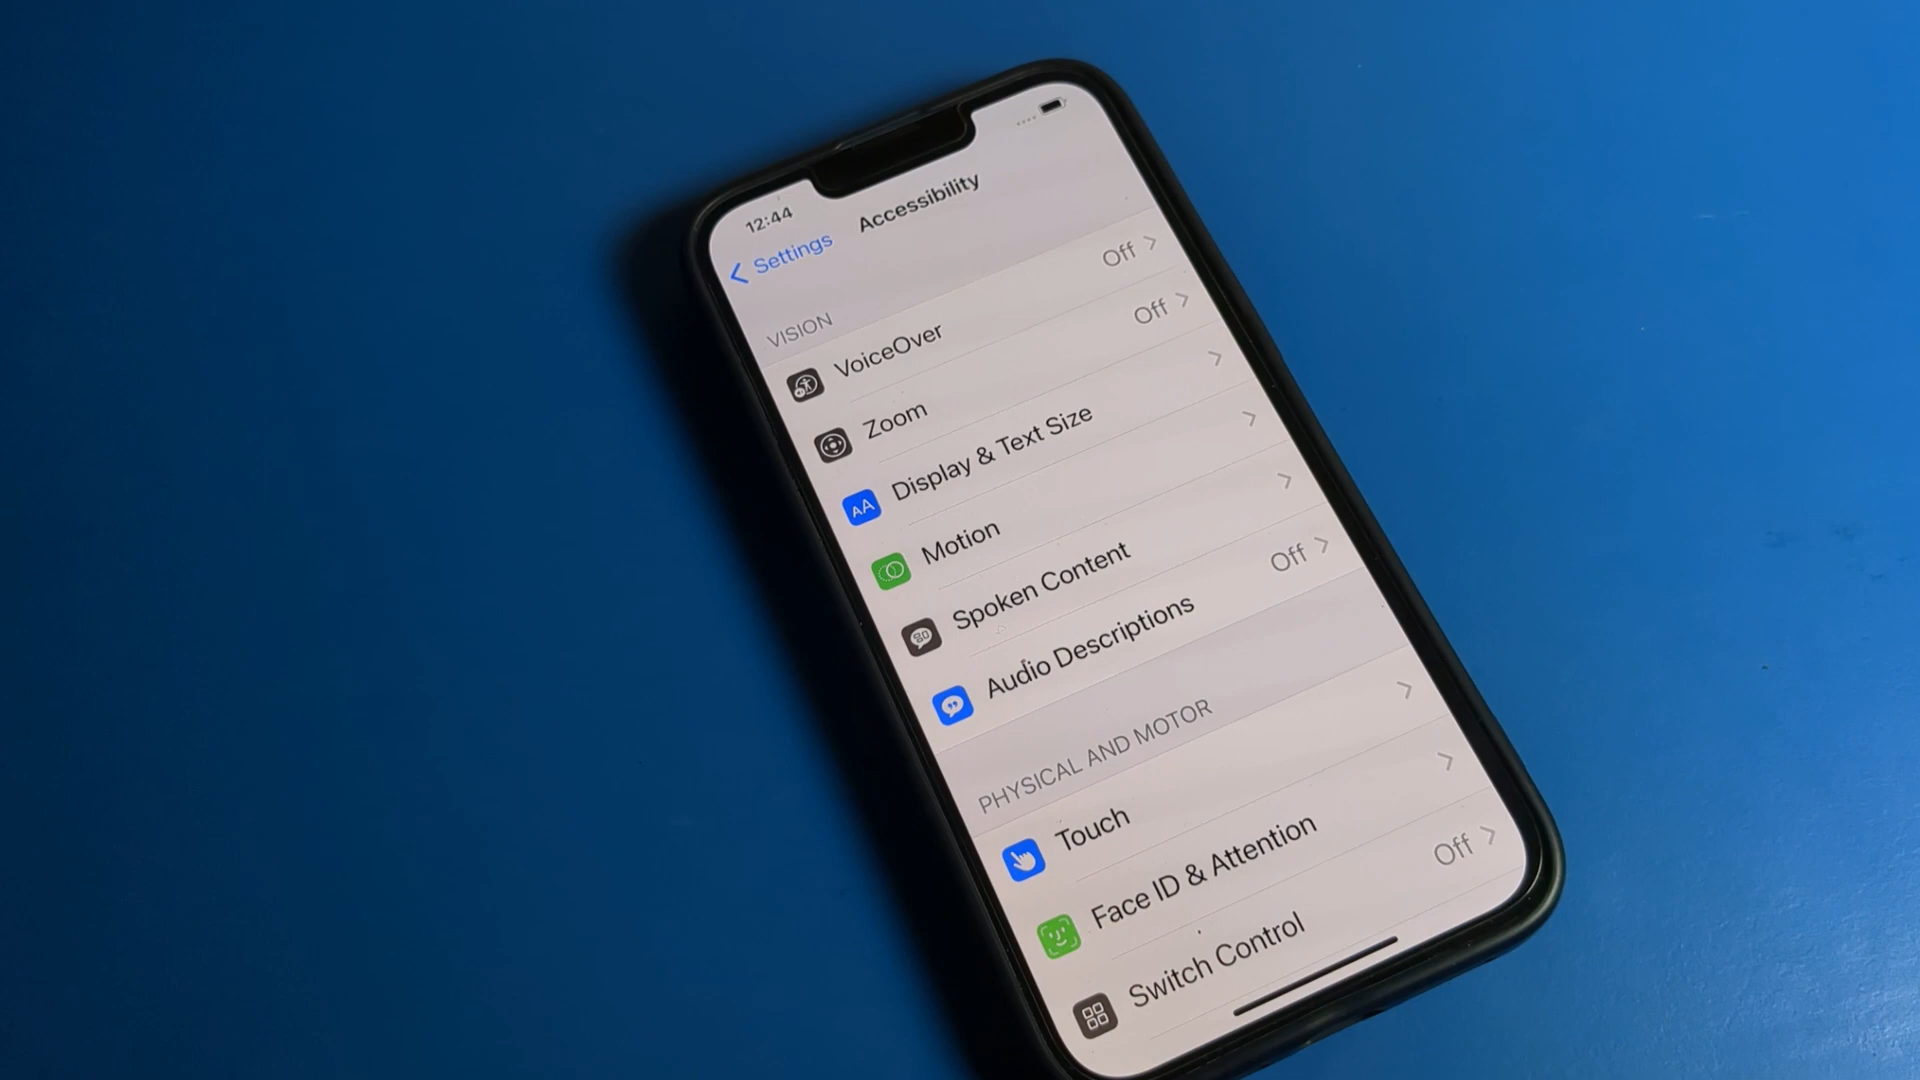 12:44
Settings
Accessibility
VISION
VoiceOver Off
Zoom Off
Display & Text Size
Motion
Spoken Content
Audio Descriptions Off
PHYSICAL AND MOTOR
Touch
Face ID & Attention
Switch Control Off